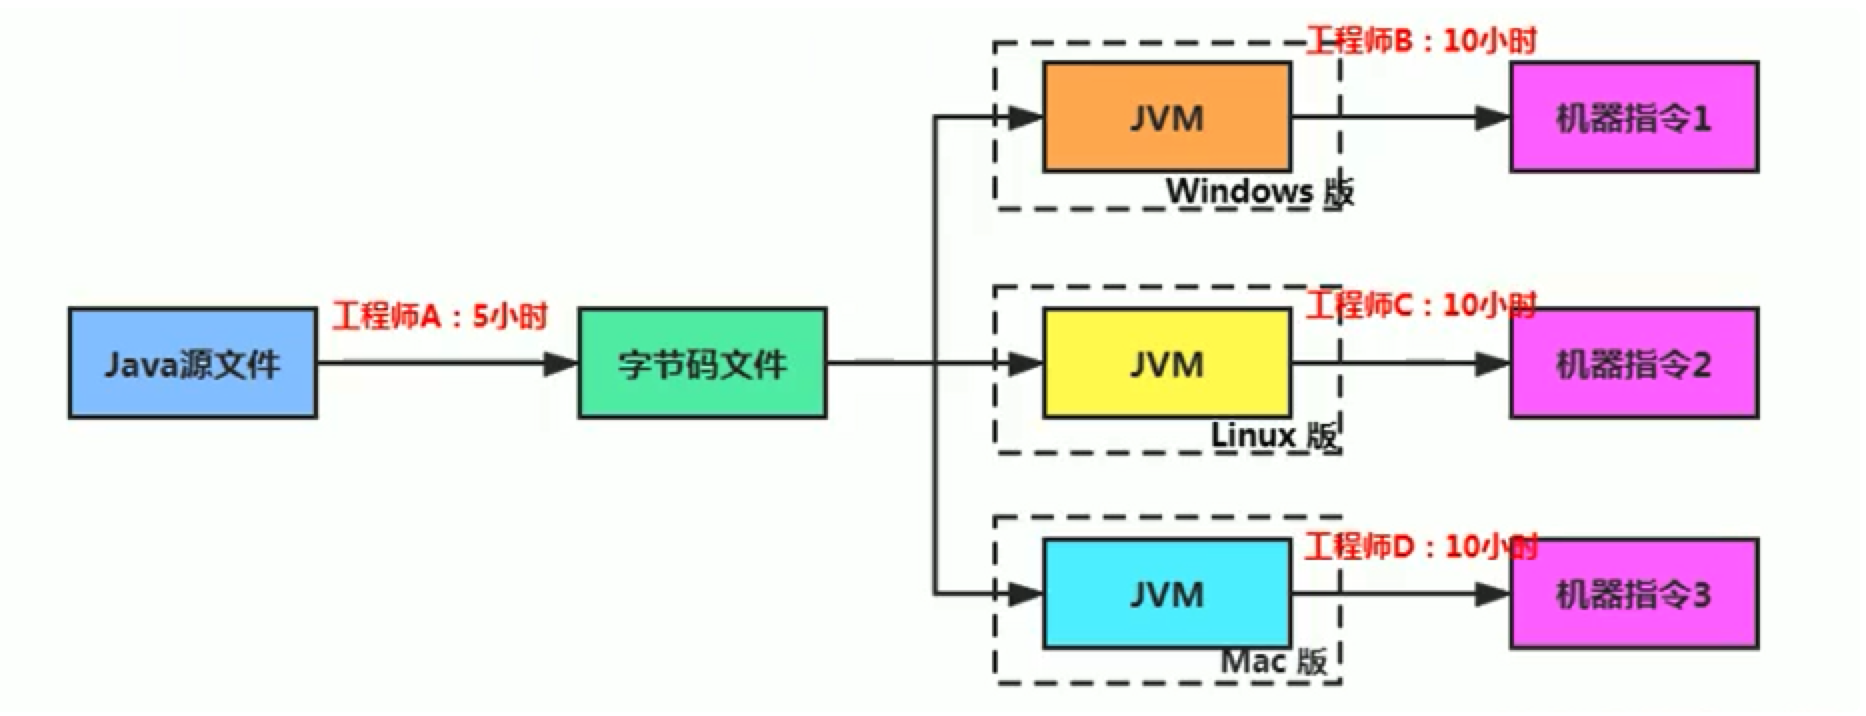 工程师B：10小时
JVM
机器指令1
Windows 版
工程师A：5小时
工程师C：10小时
Java源文件
字节码文件
JVM
机器指令2
Linux 版
工程师D：10小时
JVM
机器指令3
Mac 版